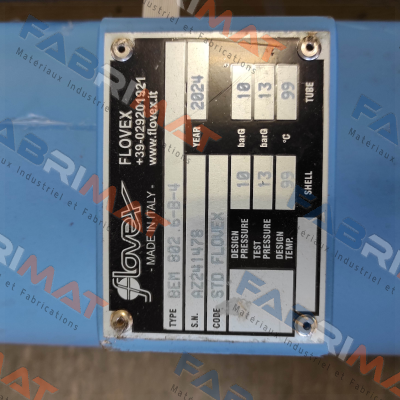 flovex
- MADE IN ITALY -
FLOVEX
+39-029201921
www.flovex.it
TYPE BEM 802.6-8-4
S.N. AZ241478 YEAR 2024
CODE STD FLOVEX
SHELL TUBE
DESIGN PRESSURE 10 barG 10
TEST PRESSURE 13 barG 13
DESIGN TEMP. 99 °C 99
FABRIMAT
Materiaux Industriel et Fabrications